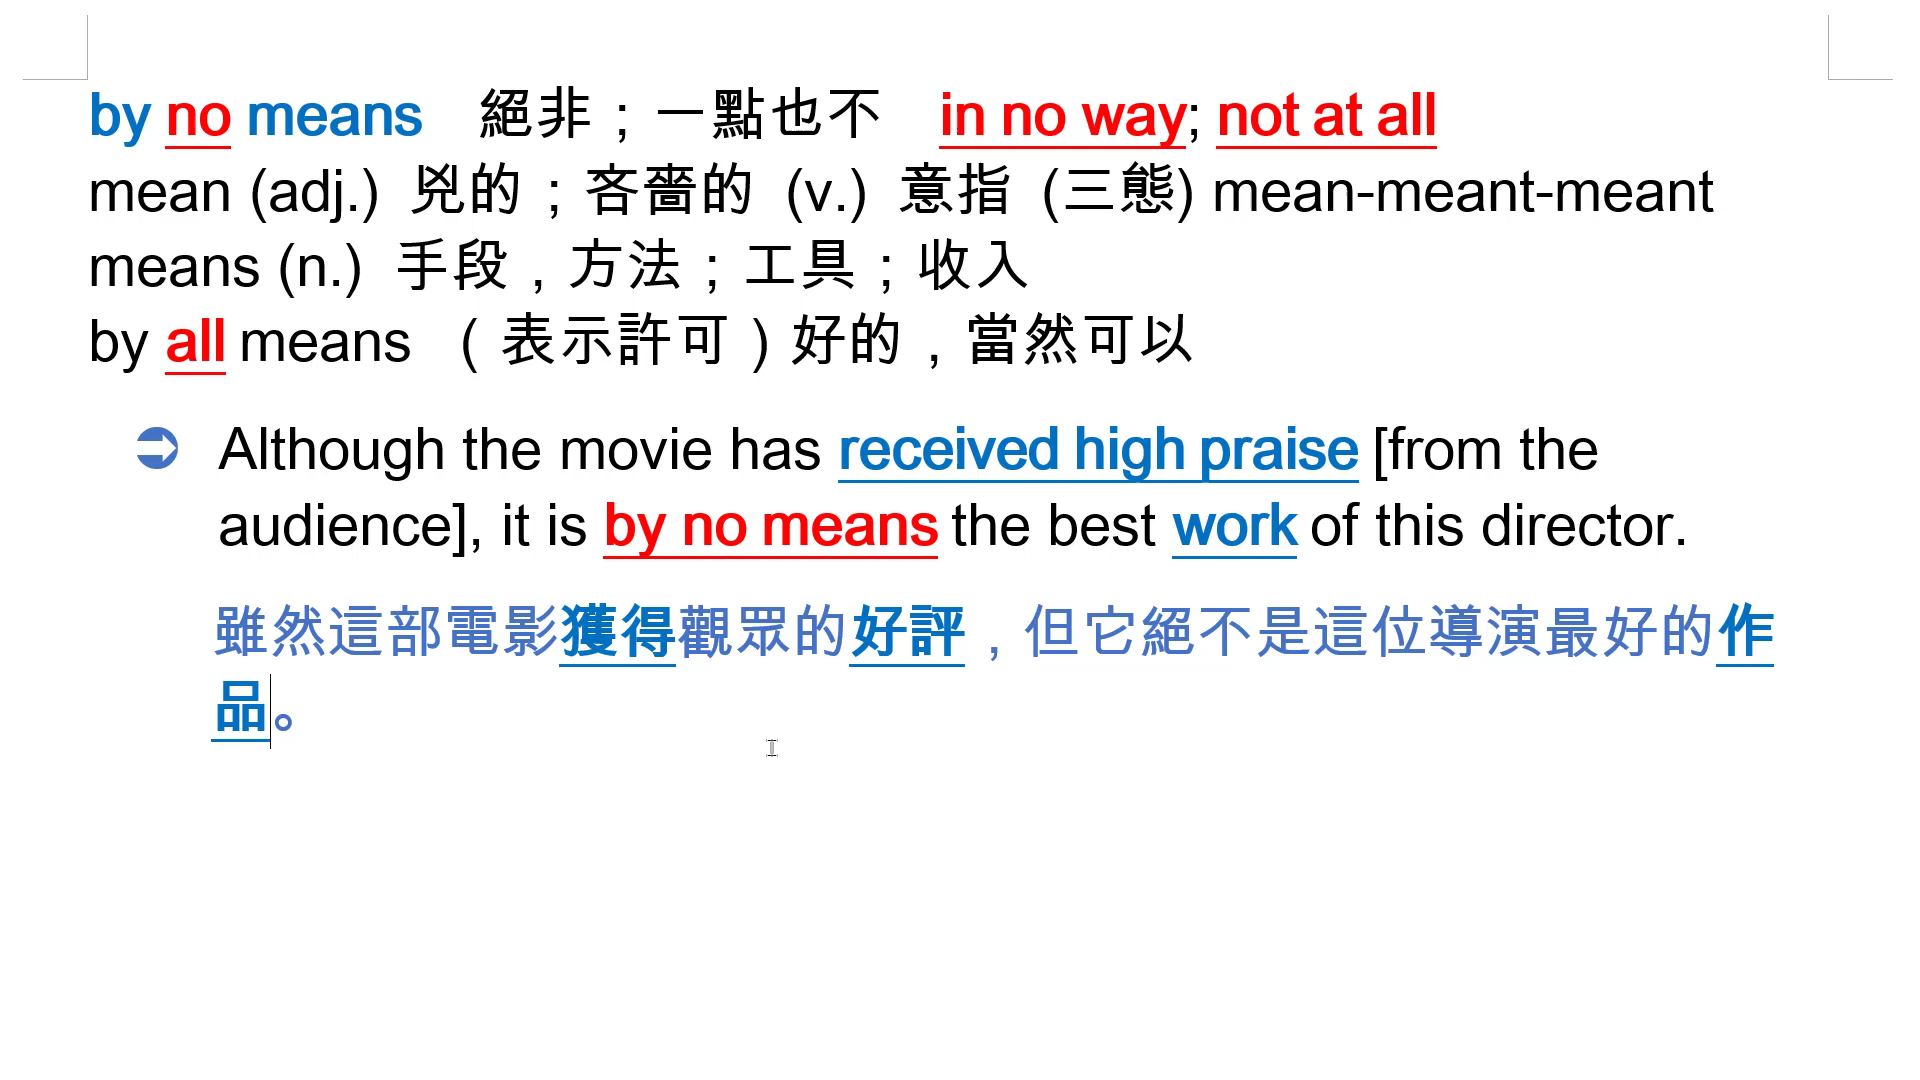 by no means 絕非；一點也不 in no way; not at all
mean (adj.) 兇的；吝嗇的 (v.) 意指 (三態) mean-meant-meant
means (n.) 手段，方法；工具；收入
by all means （表示許可）好的，當然可以
Although the movie has received high praise [from the
audience], it is by no means the best work of this director.
雖然這部電影獲得觀眾的好評，但它絕不是這位導演最好的作
品。